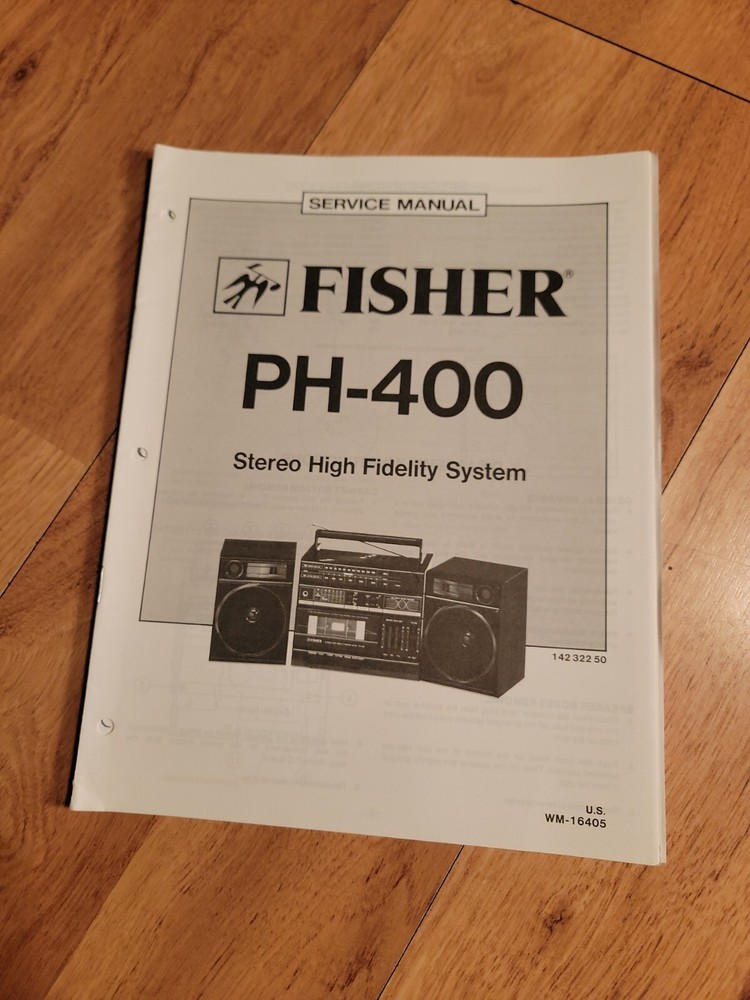 SERVICE MANUAL
FISHER®
PH-400
Stereo High Fidelity System
142 322 50
U.S.
WM-16405